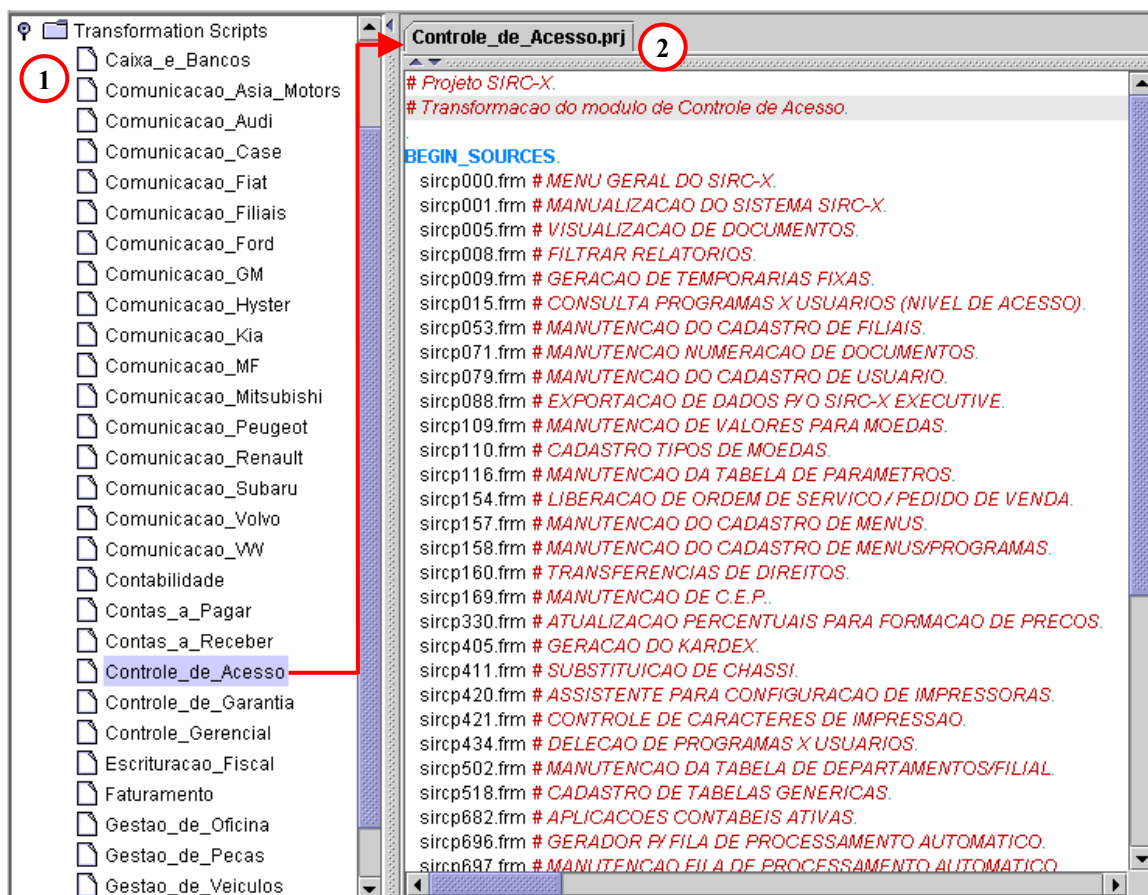 Transformation Scripts
1
Caixa_e_Bancos
Comunicacao_Asia_Motors
Comunicacao_Audi
Comunicacao_Case
Comunicacao_Fiat
Comunicacao_Filiais
Comunicacao_Ford
Comunicacao_GM
Comunicacao_Hyster
Comunicacao_Kia
Comunicacao_MF
Comunicacao_Mitsubishi
Comunicacao_Peugeot
Comunicacao_Renault
Comunicacao_Subaru
Comunicacao_Volvo
Comunicacao_VW
Contabilidade
Contas_a_Pagar
Contas_a_Receber
Controle_de_Acesso
Controle_de_Garantia
Controle_Gerencial
Escrituracao_Fiscal
Faturamento
Gestao_de_Oficina
Gestao_de_Pecas
Gestao_de_Veiculos
Controle_de_Acesso.prj
2
# Projeto SIRC-X.
# Transformacao do modulo de Controle de Acesso.
.
BEGIN_SOURCES.
sircp000.frm # MENU GERAL DO SIRC-X.
sircp001.frm # MANUALIZACAO DO SISTEMA SIRC-X.
sircp005.frm # VISUALIZACAO DE DOCUMENTOS.
sircp008.frm # FILTRAR RELATORIOS.
sircp009.frm # GERACAO DE TEMPORARIAS FIXAS.
sircp015.frm # CONSULTA PROGRAMAS X USUARIOS (NIVEL DE ACESSO).
sircp053.frm # MANUTENCAO DO CADASTRO DE FILIAIS.
sircp071.frm # MANUTENCAO NUMERACAO DE DOCUMENTOS.
sircp079.frm # MANUTENCAO DO CADASTRO DE USUARIO.
sircp088.frm # EXPORTACAO DE DADOS P/ O SIRC-X EXECUTIVE.
sircp109.frm # MANUTENCAO DE VALORES PARA MOEDAS.
sircp110.frm # CADASTRO TIPOS DE MOEDAS.
sircp116.frm # MANUTENCAO DA TABELA DE PARAMETROS.
sircp154.frm # LIBERACAO DE ORDEM DE SERVICO / PEDIDO DE VENDA.
sircp157.frm # MANUTENCAO DO CADASTRO DE MENUS.
sircp158.frm # MANUTENCAO DO CADASTRO DE MENUS/PROGRAMAS.
sircp160.frm # TRANSFERENCIAS DE DIREITOS.
sircp169.frm # MANUTENCAO DE C.E.P..
sircp330.frm # ATUALIZACAO PERCENTUAIS PARA FORMACAO DE PRECOS.
sircp405.frm # GERACAO DO KARDEX.
sircp411.frm # SUBSTITUICAO DE CHASSI.
sircp420.frm # ASSISTENTE PARA CONFIGURACAO DE IMPRESSORAS.
sircp421.frm # CONTROLE DE CARACTERES DE IMPRESSAO.
sircp434.frm # DELECAO DE PROGRAMAS X USUARIOS.
sircp502.frm # MANUTENCAO DA TABELA DE DEPARTAMENTOS/FILIAL.
sircp518.frm # CADASTRO DE TABELAS GENERICAS.
sircp682.frm # APLICACOES CONTABEIS ATIVAS.
sircp696.frm # GERADOR P/ FILA DE PROCESSAMENTO AUTOMATICO.
sircp697.frm # MANUTENCAO FILA DE PROCESSAMENTO AUTOMATICO